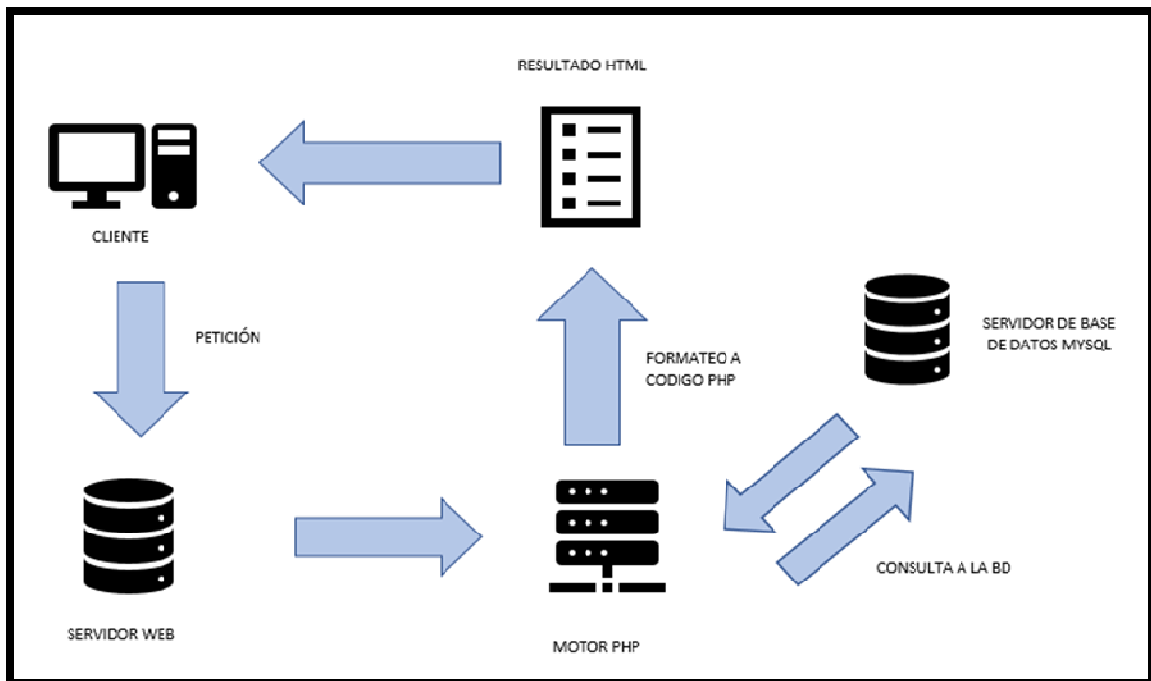 RESULTADO HTML
CLIENTE
PETICIÓN
SERVIDOR DE BASE
DE DATOS MYSQL
FORMATEO A
CODIGO PHP
CONSULTA A LA BD
SERVIDOR WEB
MOTOR PHP